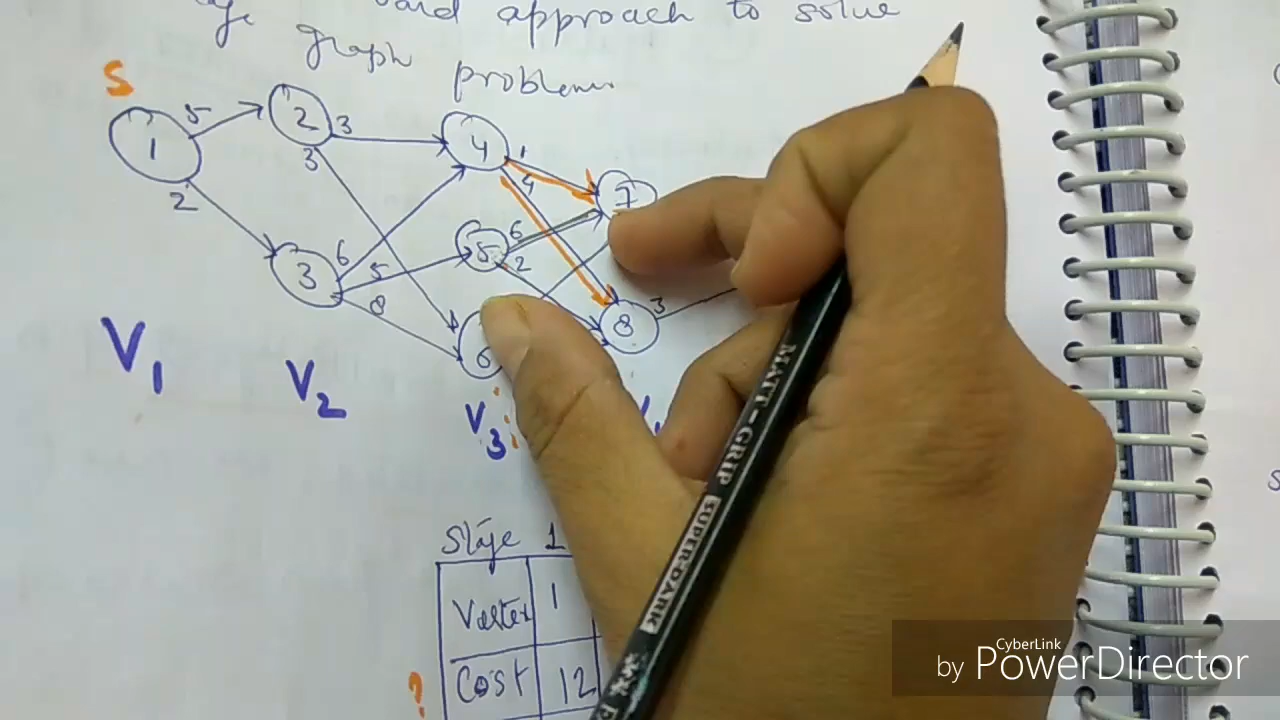 approach to solve
graph problems
S
1 5 2 3 4 1 7
2 3 4
3 6 5 6
5 2 8 3
8 6
V1 V2 V3
Stage 1
Vertex 1
? Cost 12
MATT-GRIP SUPER-DARK
CyberLink
by PowerDirector